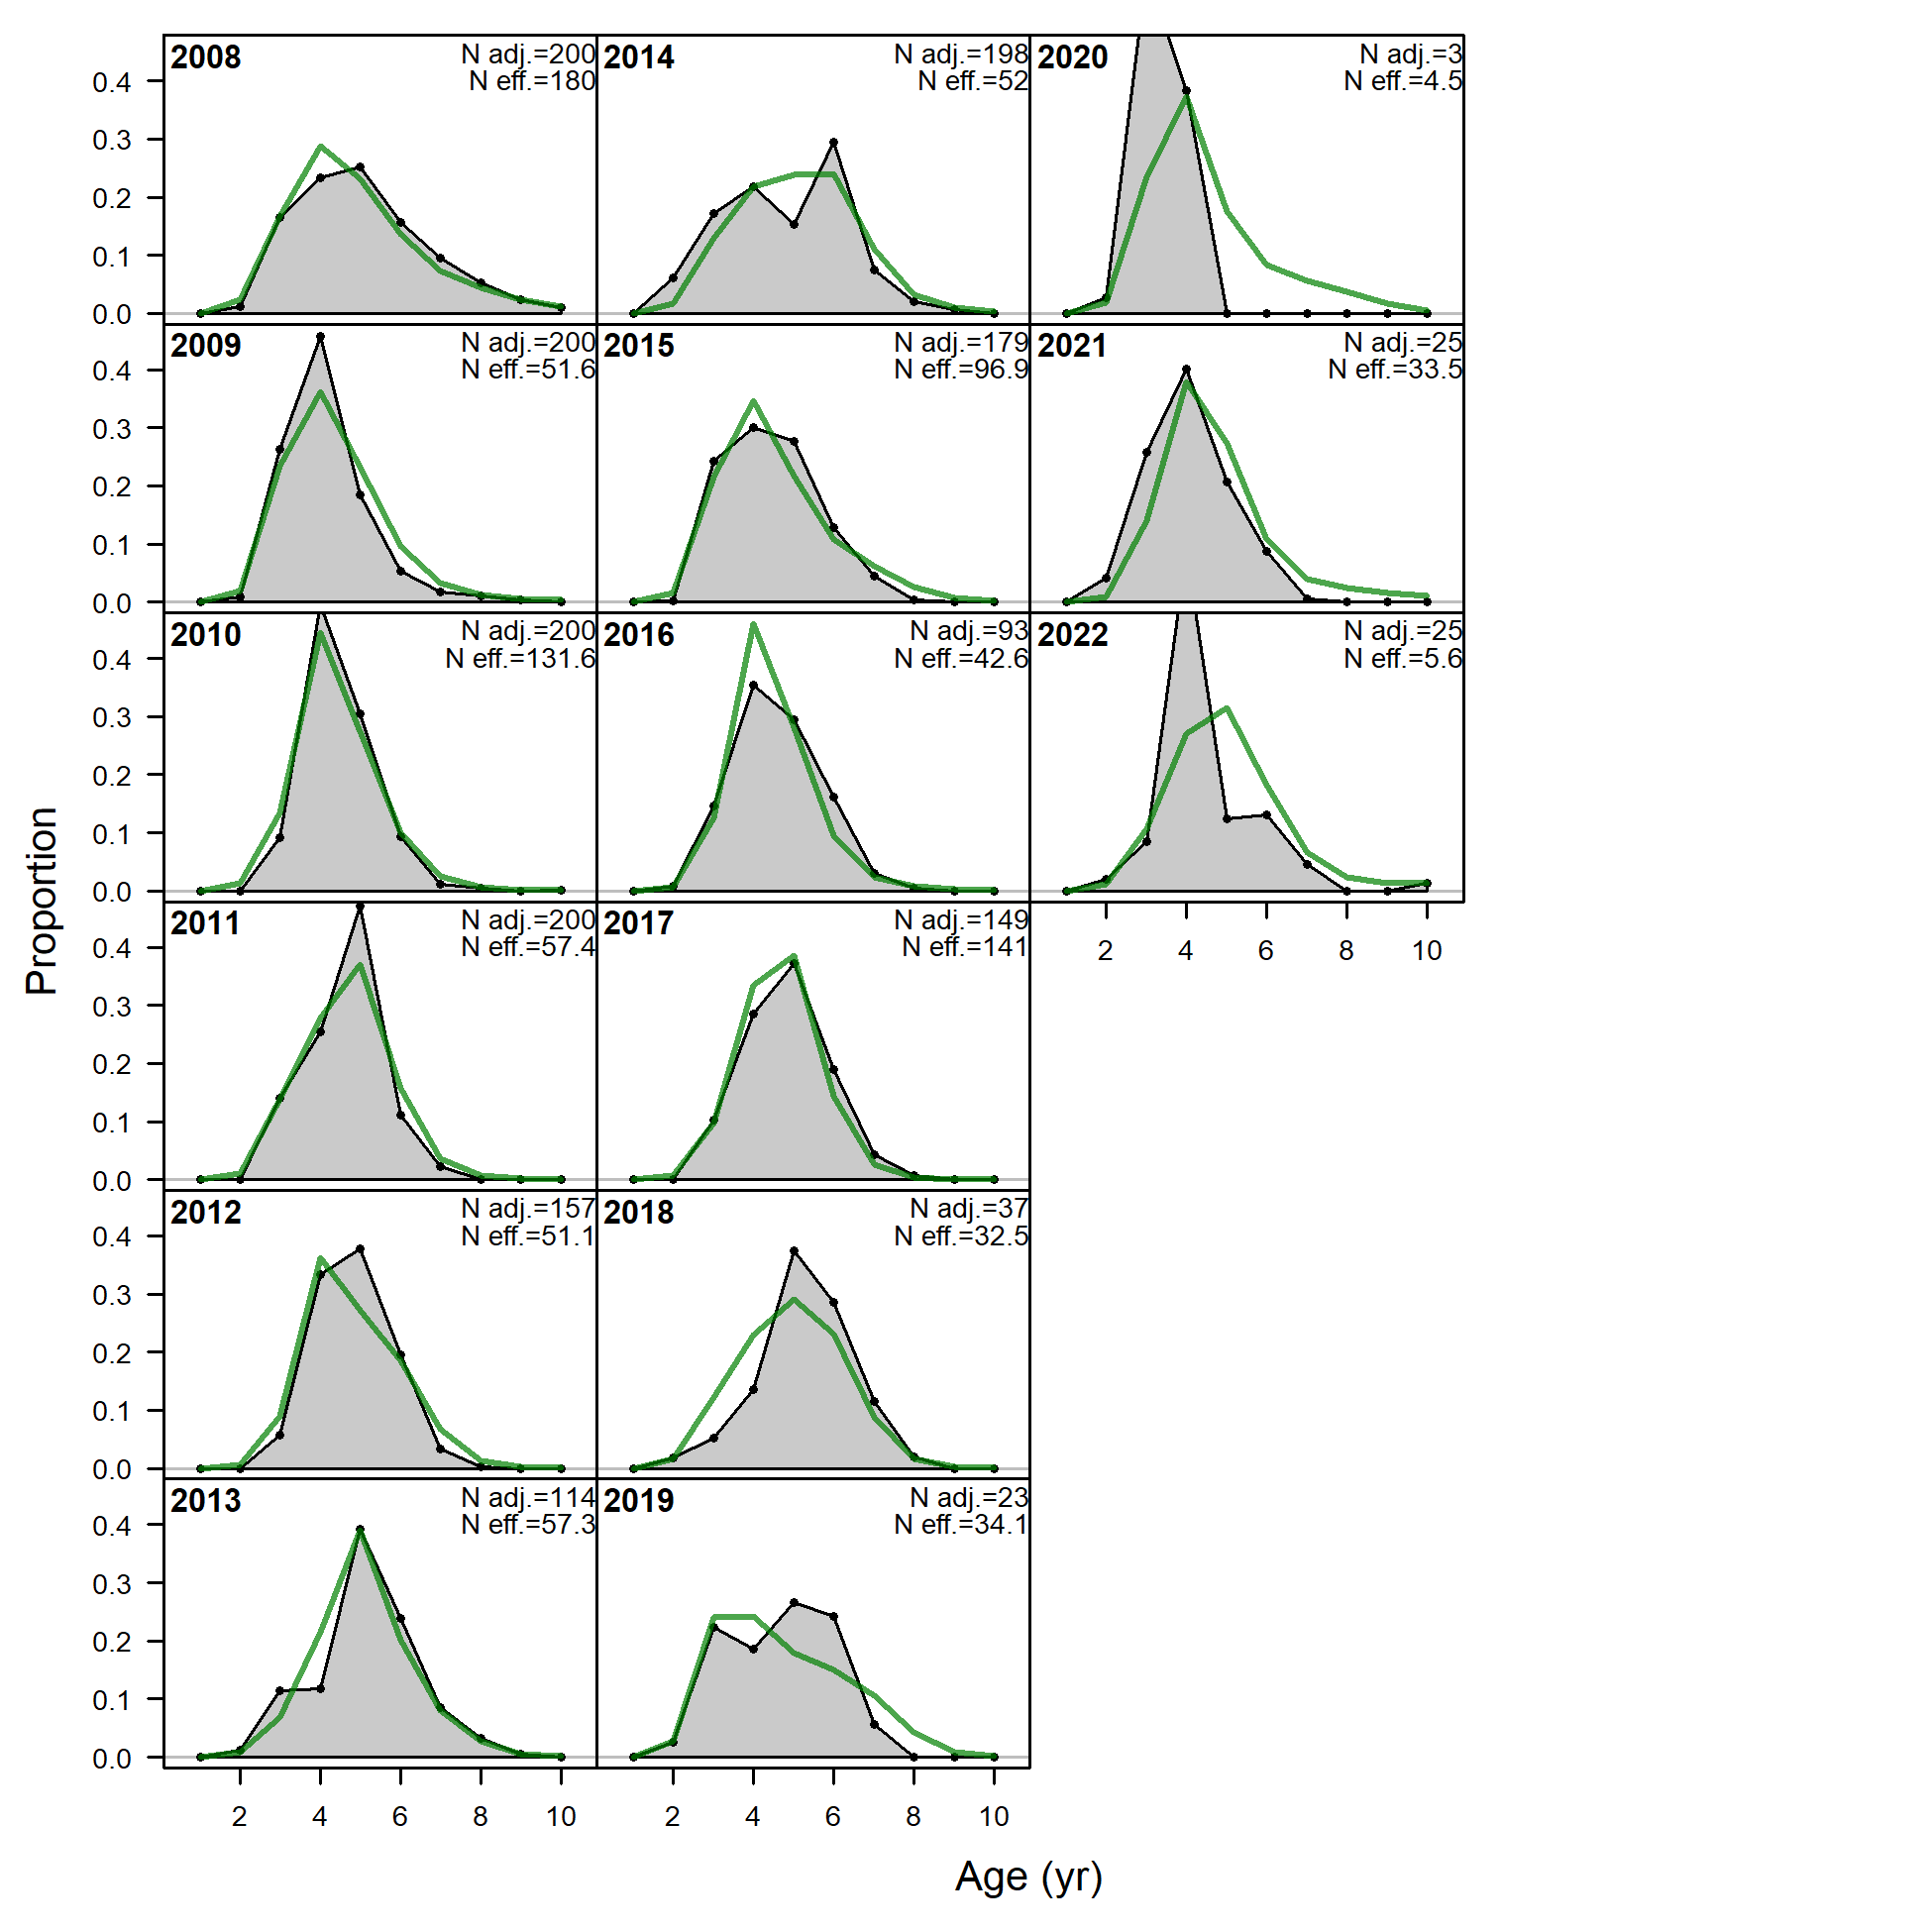 2008
N adj.=200
N eff.=180
0.4
0.3
0.2
0.1
0.0
2014
N adj.=198
N eff.=52
2020
N adj.=3
N eff.=4.5
2009
N adj.=200
N eff.=51.6
0.4
0.3
0.2
0.1
0.0
2015
N adj.=179
N eff.=96.9
2021
N adj.=25
N eff.=33.5
2010
N adj.=200
N eff.=131.6
0.4
0.3
0.2
0.1
0.0
2016
N adj.=93
N eff.=42.6
2022
N adj.=25
N eff.=5.6
2 4 6 8 10
2011
N adj.=200
N eff.=57.4
0.4
0.3
0.2
0.1
0.0
2017
N adj.=149
N eff.=141
2012
N adj.=157
N eff.=51.1
0.4
0.3
0.2
0.1
0.0
2018
N adj.=37
N eff.=32.5
2013
N adj.=114
N eff.=57.3
0.4
0.3
0.2
0.1
0.0
2019
N adj.=23
N eff.=34.1
2 4 6 8 10
2 4 6 8 10
Proportion
Age (yr)